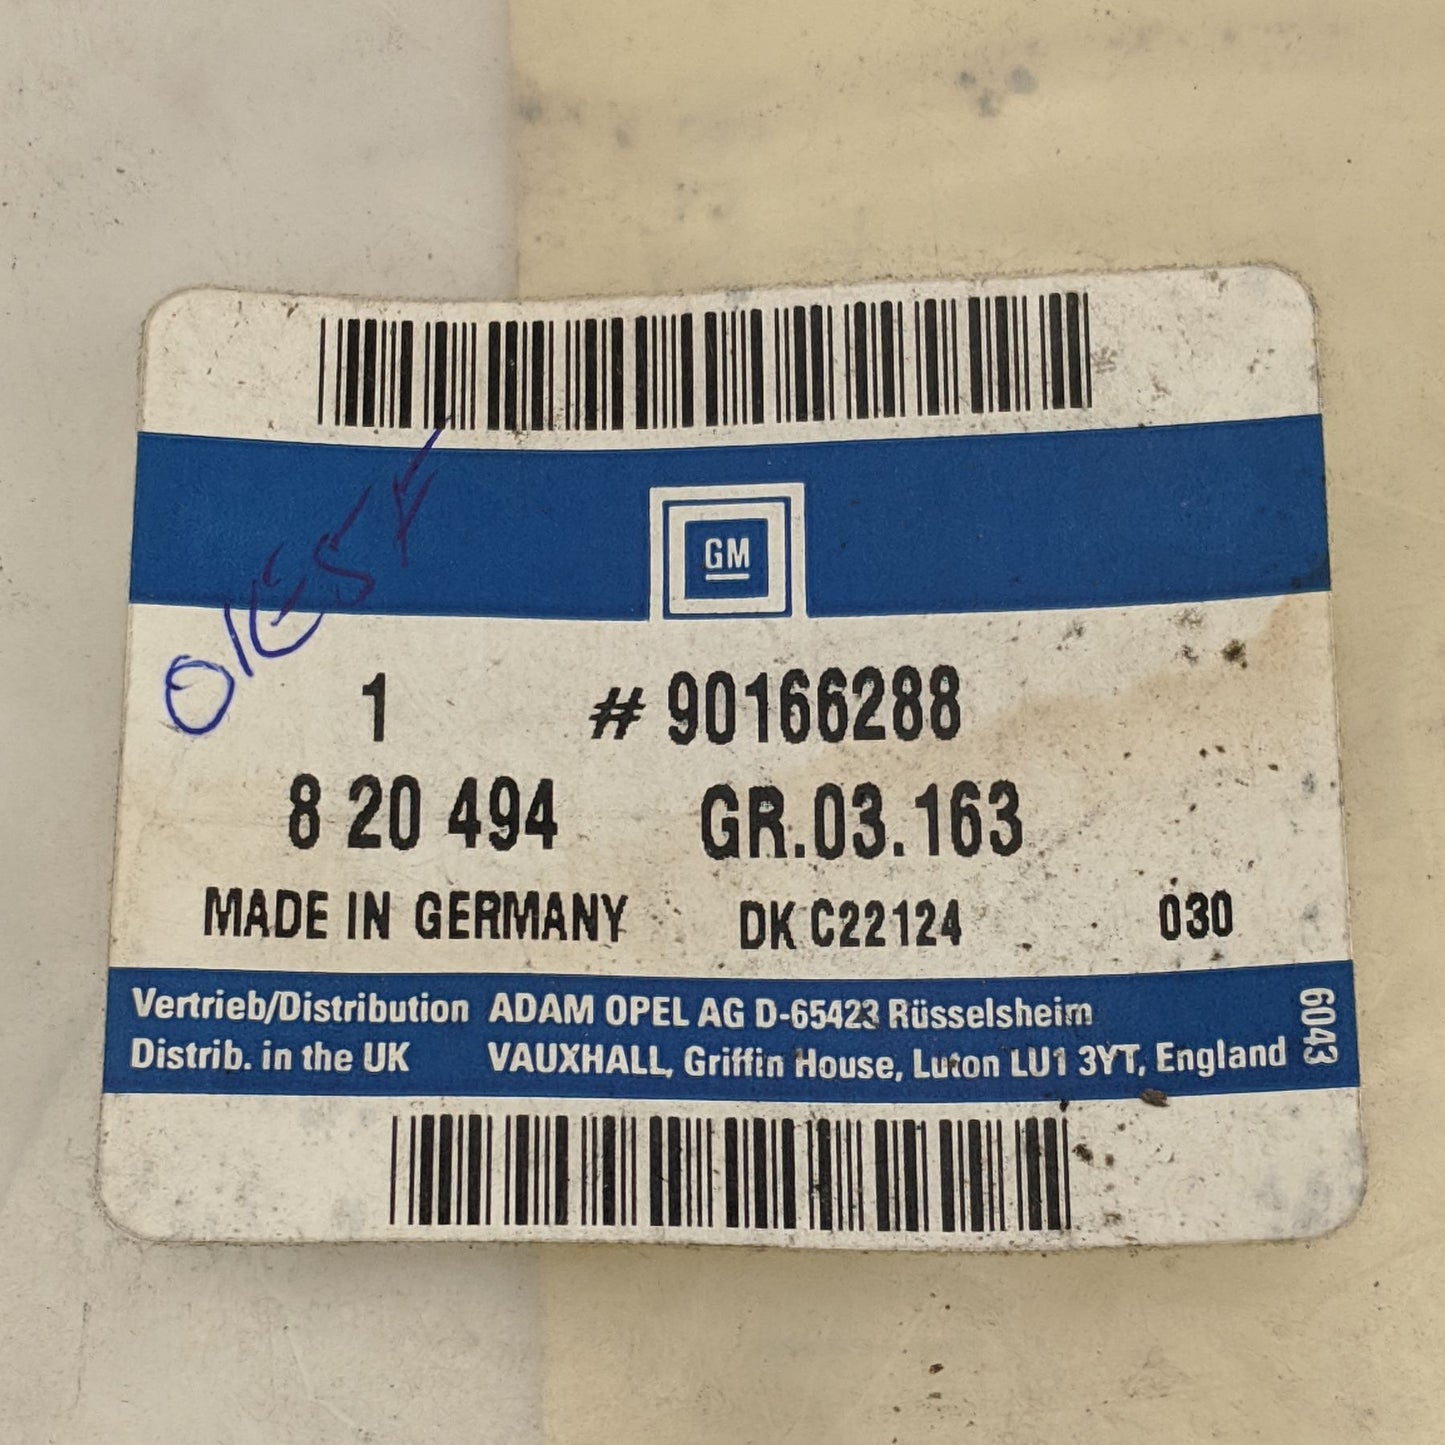 GM
1 # 90166288
8 20 494 GR.03.163
MADE IN GERMANY DK C22124 030
Vertrieb/Distribution ADAM OPEL AG D-65423 Rüsselsheim
Distrib. in the UK VAUXHALL, Griffin House, Luton LU1 3YT, England
6043